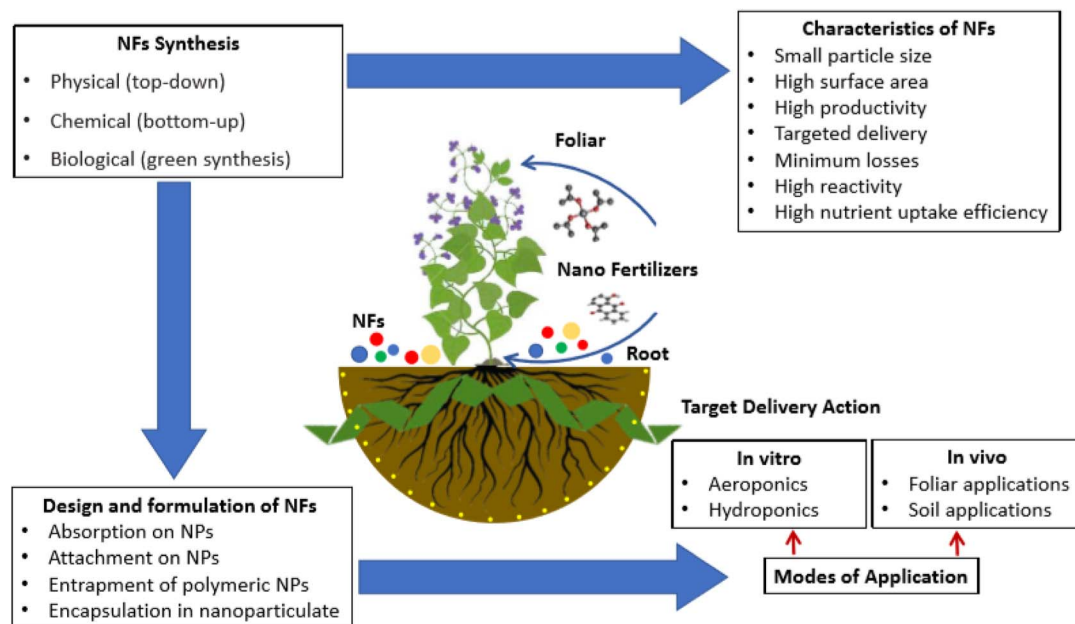 NFs Synthesis
• Physical (top-down)
• Chemical (bottom-up)
• Biological (green synthesis)
Characteristics of NFs
• Small particle size
• High surface area
• High productivity
• Targeted delivery
• Minimum losses
• High reactivity
• High nutrient uptake efficiency
Foliar
Nano Fertilizers
NFs
Root
Target Delivery Action
In vitro
• Aeroponics
• Hydroponics
In vivo
• Foliar applications
• Soil applications
Modes of Application
Design and formulation of NFs
• Absorption on NPs
• Attachment on NPs
• Entrapment of polymeric NPs
• Encapsulation in nanoparticulate